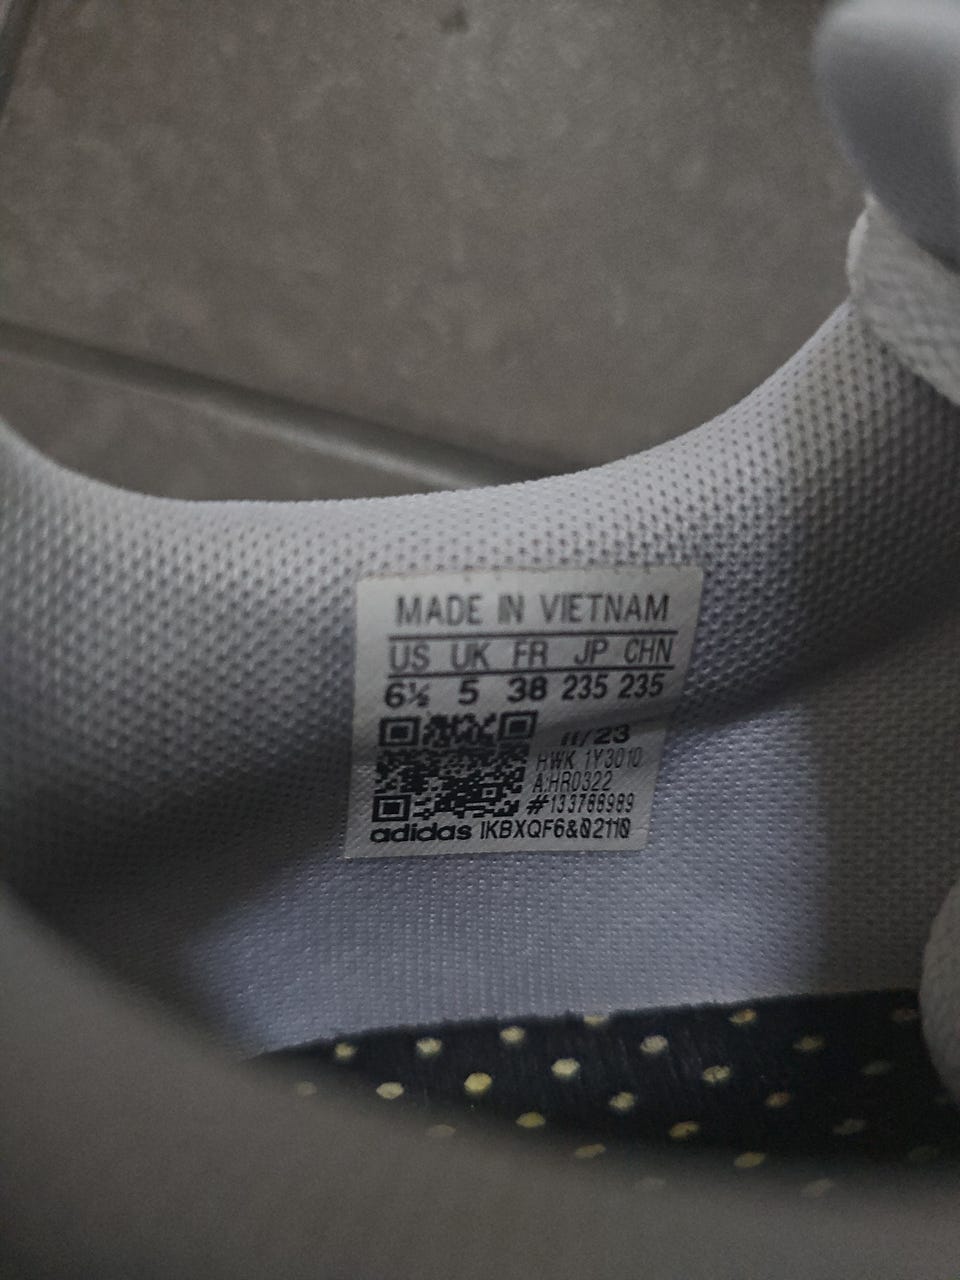 MADE IN VIETNAM
US UK FR JP CHN
6½ 5 38 235 235
11/23
HWK 1Y3010
A:HR0322
#133788989
adidas IKBXQF6&02110